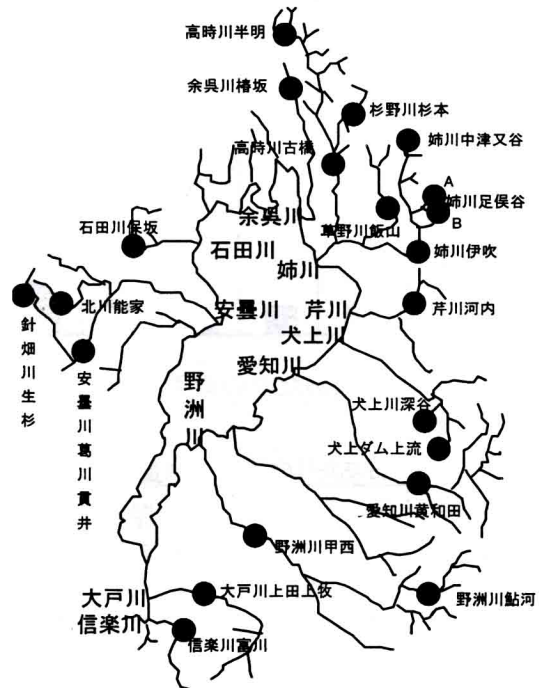 高時川半明
余呉川椿坂
杉野川杉本
姉川中津又谷
高時川古橋
A
姉川足俣谷
B
余呉川
草野川飯山
石田川保坂
石田川
姉川
姉川伊吹
北川能家
安曇川
芹川
芹川河内
犬上川
針畑川生杉
安曇川葛川貫井
愛知川
野洲川
犬上川深谷
犬上ダム上流
愛知川蓑和田
野洲川甲西
大戸川
大戸川上田上牧
野洲川鮎河
信楽川
信楽川富川